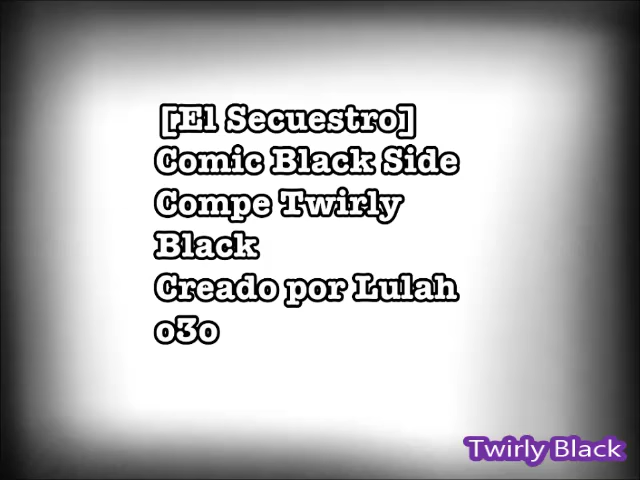 [El Secuestro]
Comic Black Side
Compe Twirly
Black
Creado por Lulah
o3o
Twirly Black